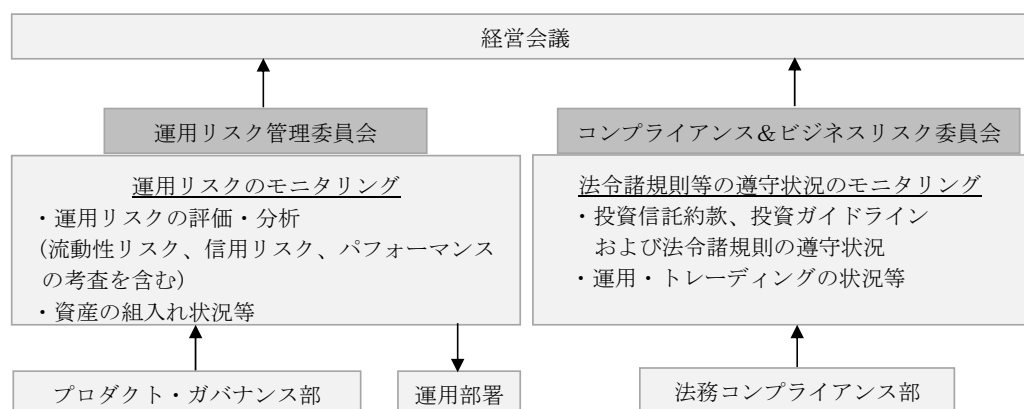 経営会議
運用リスク管理委員会
運用リスクのモニタリング
・運用リスクの評価・分析
(流動性リスク、信用リスク、パフォーマンス
の考査を含む)
・資産の組入れ状況等
コンプライアンス&ビジネスリスク委員会
法令諸規則等の遵守状況のモニタリング
・投資信託約款、投資ガイドライン
および法令諸規則の遵守状況
・運用・トレーディングの状況等
プロダクト・ガバナンス部
運用部署
法務コンプライアンス部